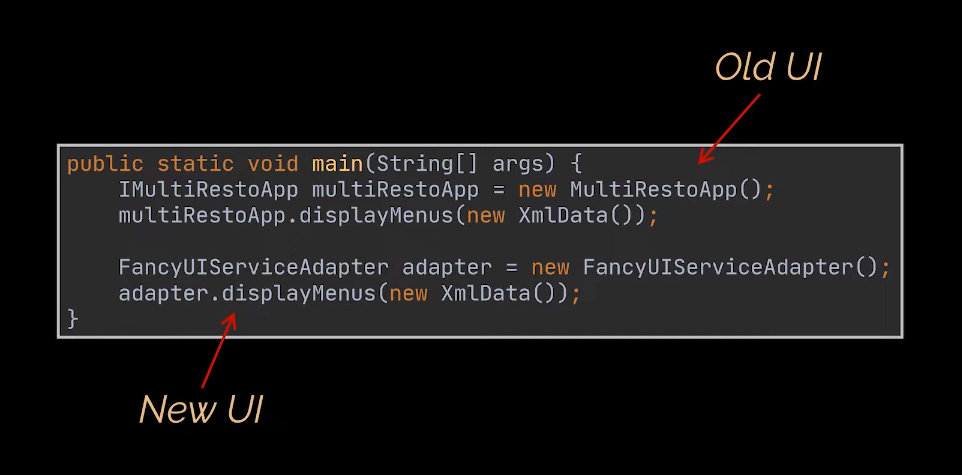 Old UI
public static void main(String[] args) {
    IMultiRestoApp multiRestoApp = new MultiRestoApp();
    multiRestoApp.displayMenus(new XmlData());
    FancyUIServiceAdapter adapter = new FancyUIServiceAdapter();
    adapter.displayMenus(new XmlData());
}
New UI